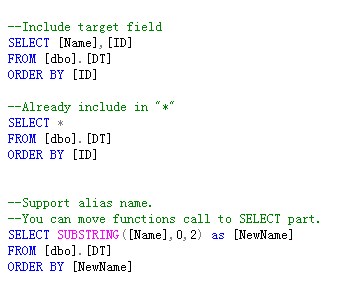 --Include target field
SELECT [Name],[ID]
FROM [dbo].[DT]
ORDER BY [ID]
--Already include in "*"
SELECT *
FROM [dbo].[DT]
ORDER BY [ID]
--Support alias name.
--You can move functions call to SELECT part.
SELECT SUBSTRING([Name],0,2) as [NewName]
FROM [dbo].[DT]
ORDER BY [NewName]